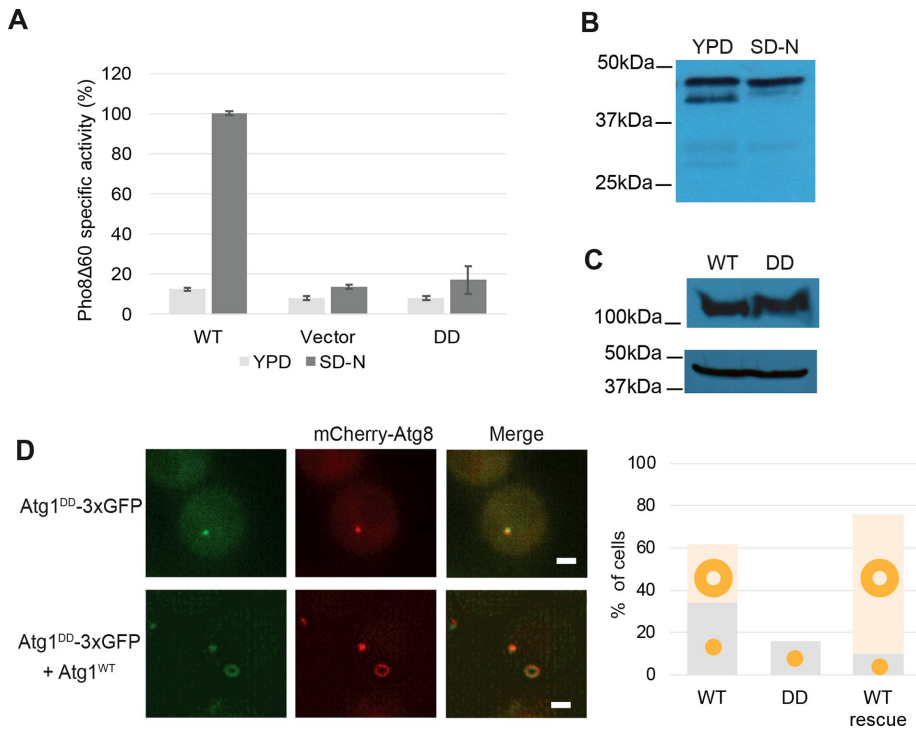 A
Pho8Δ60 specific activity (%)
120
100
80
60
40
20
0
WT Vector DD
YPD SD-N
B
YPD SD-N
50kDa
37kDa
25kDa
C
WT DD
100kDa
50kDa
37kDa
D
mCherry-Atg8 Merge
Atg1ᴰᴰ-3xGFP
Atg1ᴰᴰ-3xGFP
+ Atg1ᵂᵀ
% of cells
100
80
60
40
20
0
WT DD WT
rescue